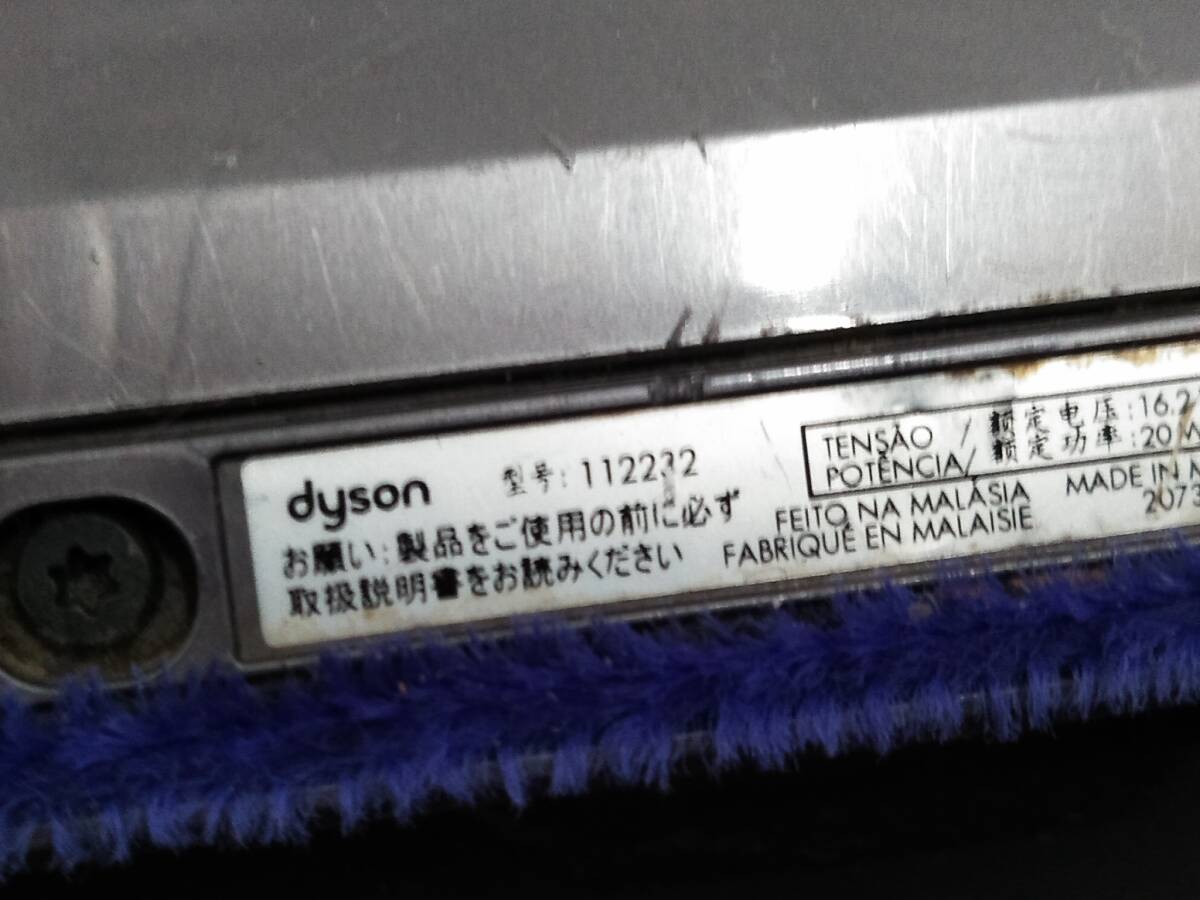 dyson 型号: 112232
お願い: 製品をご使用の前に必ず
取扱説明書をお読みください
TENSÃO / 额定电压:16.2
POTÊNCIA/ 额定功率:20
FEITO NA MALÁSIA MADE IN
FABRIQUÉ EN MALAISIE 2073